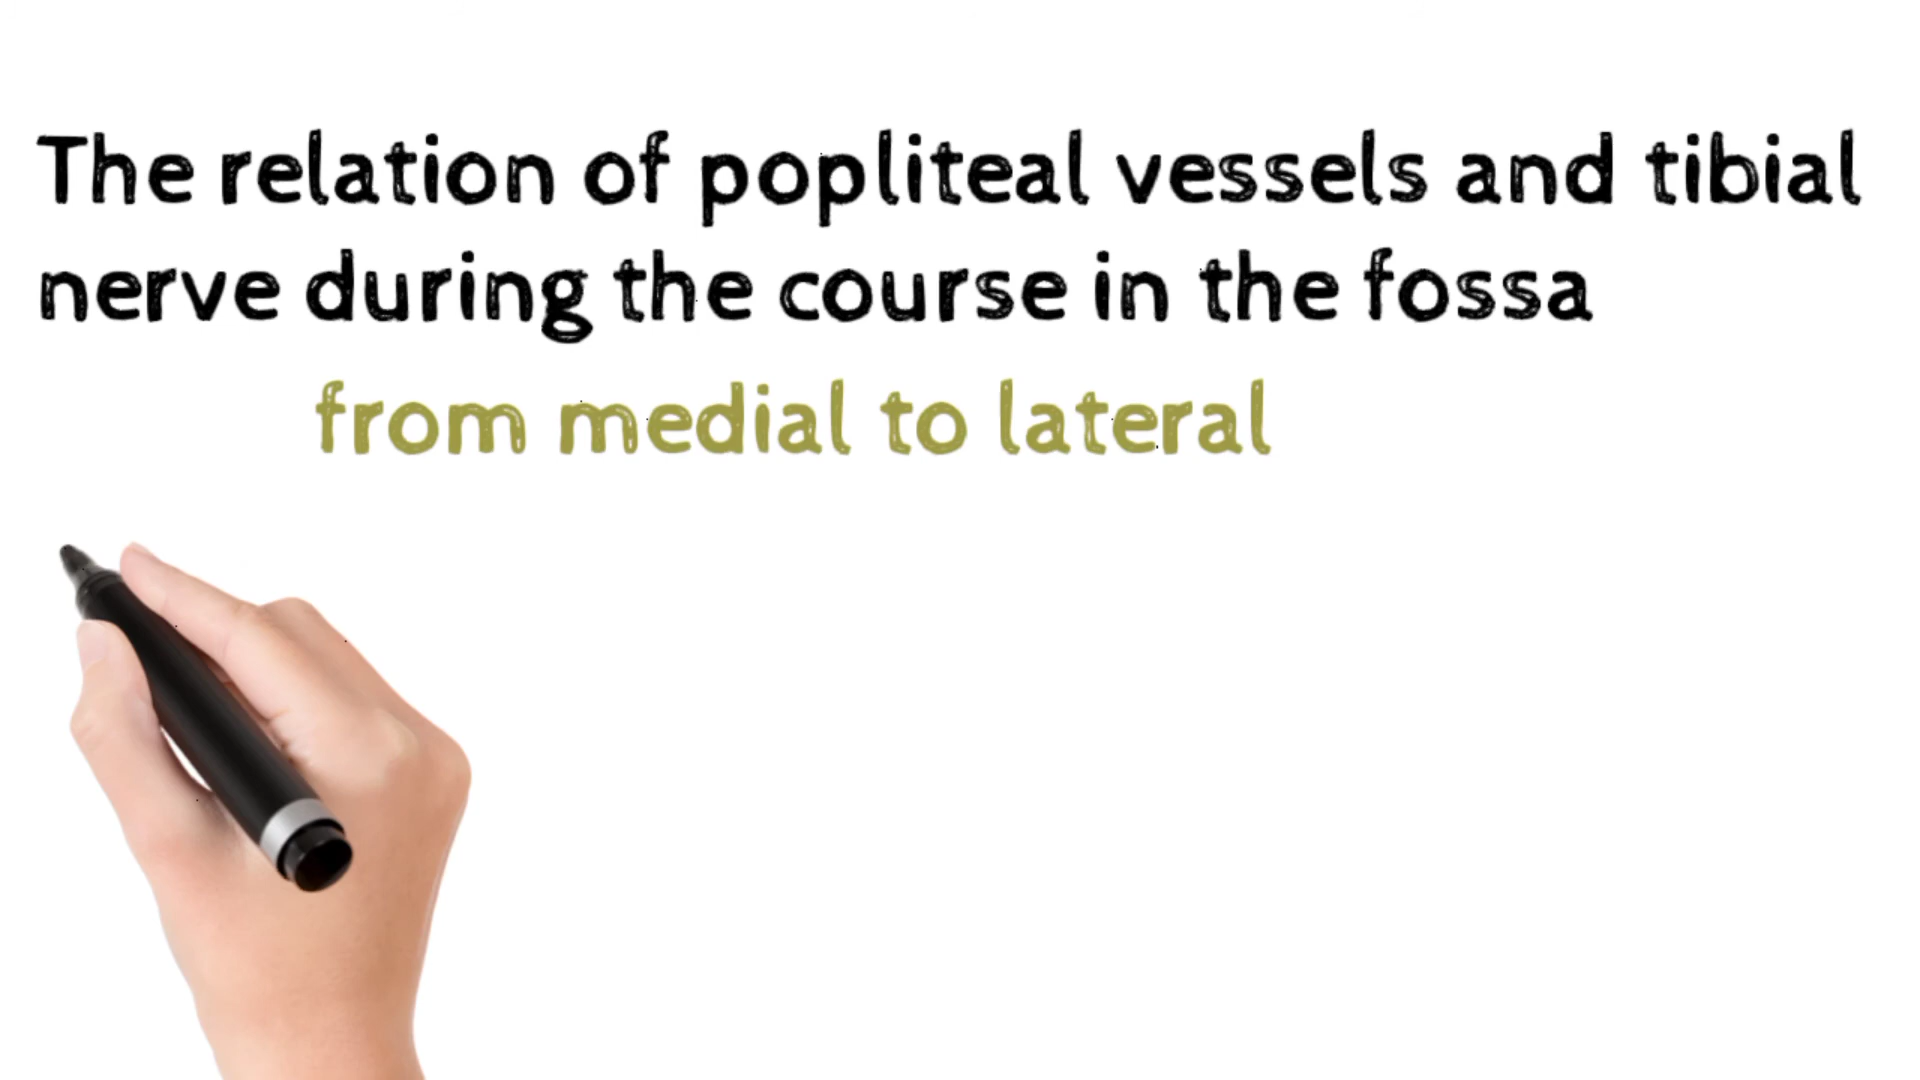 The relation of popliteal vessels and tibial
nerve during the course in the fossa
from medial to lateral